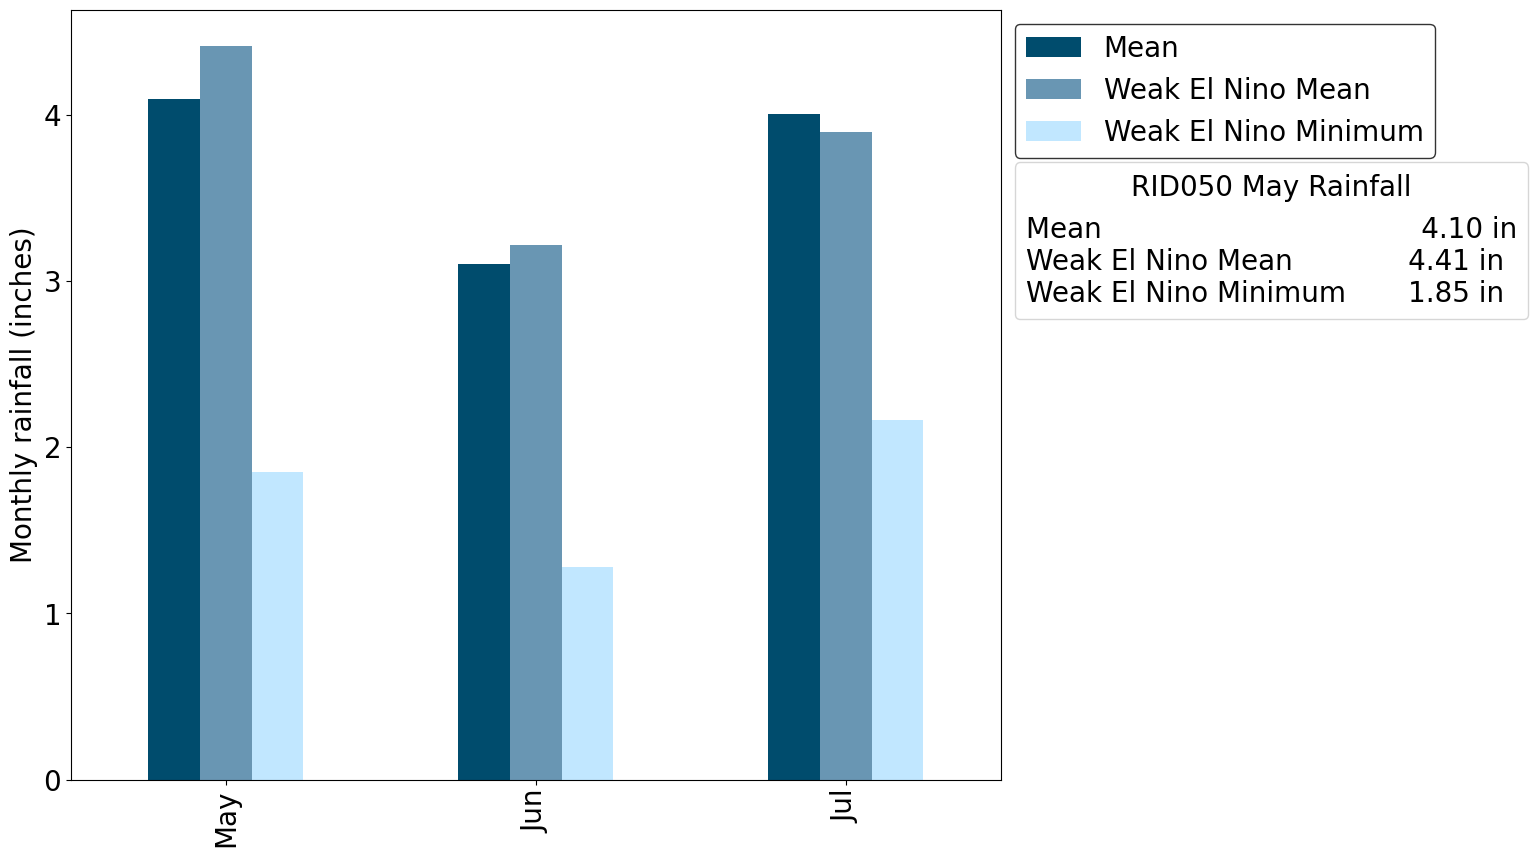 Monthly rainfall (inches)
4
3
2
1
0
May
Jun
Jul
Mean
Weak El Nino Mean
Weak El Nino Minimum
RID050 May Rainfall
Mean 4.10 in
Weak El Nino Mean 4.41 in
Weak El Nino Minimum 1.85 in